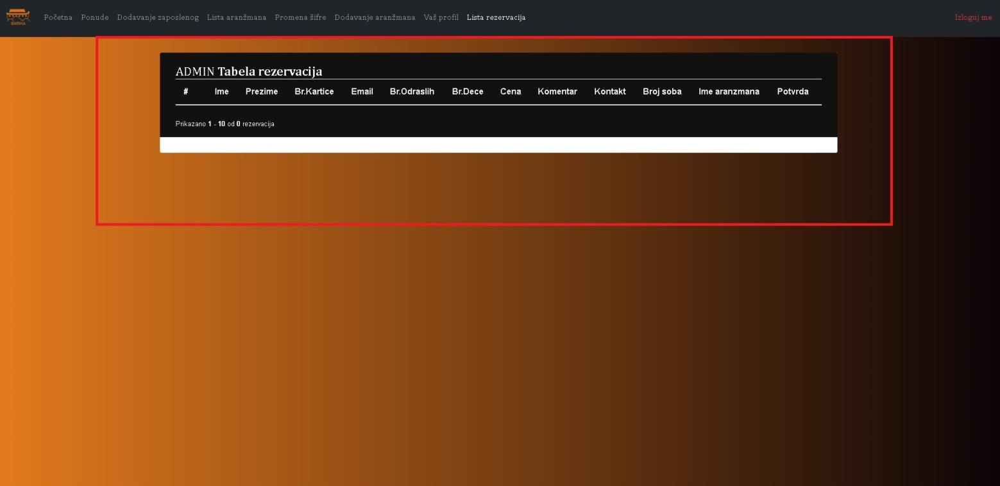 BARKA
Početna Ponude Dodavanje zaposlenog Lista aranžmana Promena šifre Dodavanje aranžmana Vaš profil Lista rezervacija Izloguj me
ADMIN Tabela rezervacija
# Ime Prezime Br.Kartice Email Br.Odraslih Br.Dece Cena Komentar Kontakt Broj soba Ime aranzmana Potvrda
Prikazano 1 - 10 od 0 rezervacija